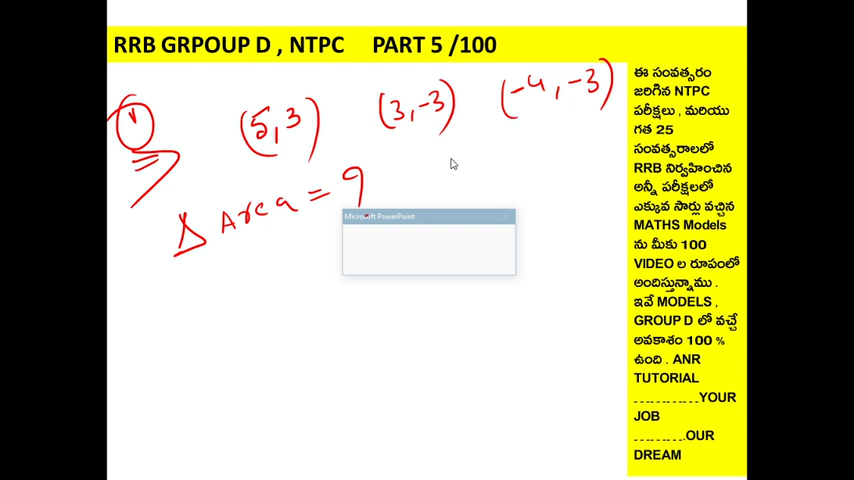 RRB GRPOUP D , NTPC PART 5 /100
1
(5,3) (3,-3) (-4,-3)
Δ Area = 9
Microsoft PowerPoint
ఈ సంవత్సరం
జరిగిన NTPC
పరీక్షలు , మరియు
గత 25
సంవత్సరాలలో
RRB నిర్వహించిన
అన్నీ పరీక్షలలో
ఎక్కువ సార్లు వచ్చిన
MATHS Models
ను మీకు 100
VIDEO ల రూపంలో
అందిస్తున్నాము .
ఇవే MODELS ,
GROUP D లో వచ్చే
అవకాశం 100 %
ఉంది . ANR
TUTORIAL
.............YOUR
JOB
..........OUR
DREAM